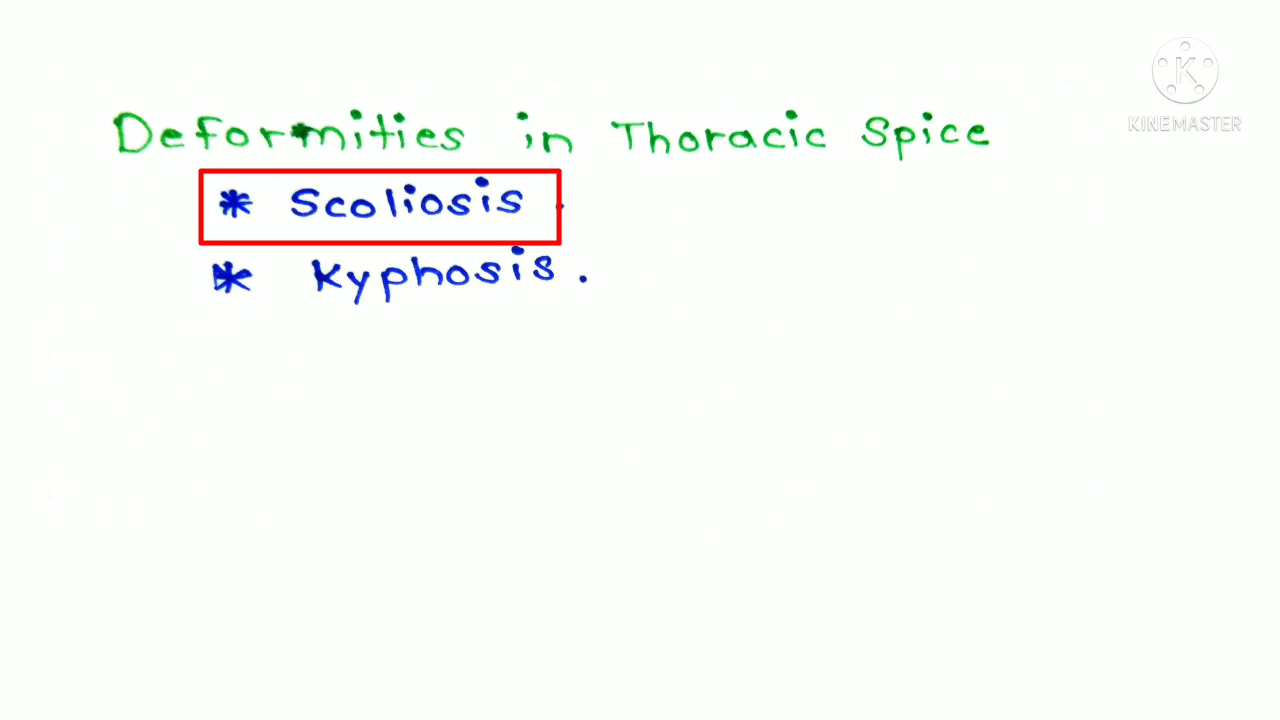 Deformities in Thoracic Spice
* Scoliosis.
* Kyphosis.
K
KINEMASTER